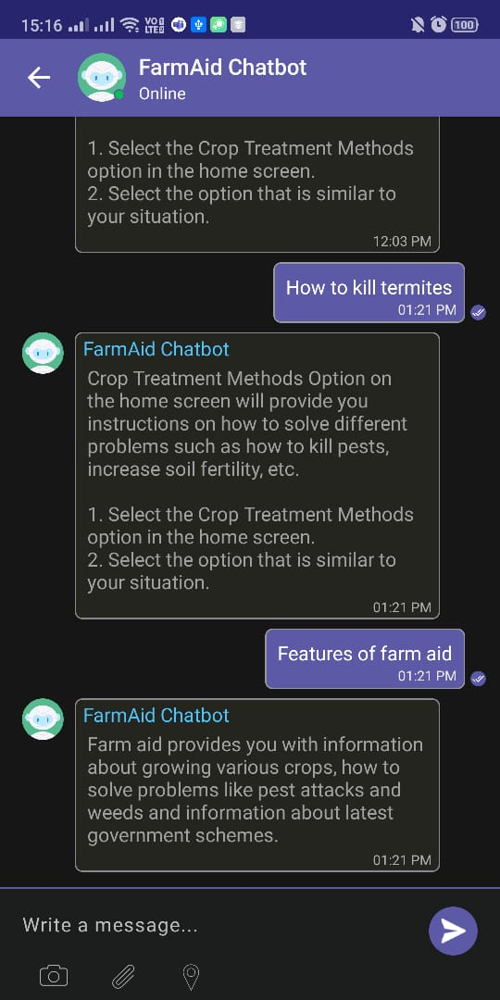 15:16
VO
LTE
100
FarmAid Chatbot
Online
1. Select the Crop Treatment Methods
option in the home screen.
2. Select the option that is similar to
your situation.
12:03 PM
How to kill termites
01:21 PM
FarmAid Chatbot
Crop Treatment Methods Option on
the home screen will provide you
instructions on how to solve different
problems such as how to kill pests,
increase soil fertility, etc.
1. Select the Crop Treatment Methods
option in the home screen.
2. Select the option that is similar to
your situation.
01:21 PM
Features of farm aid
01:21 PM
FarmAid Chatbot
Farm aid provides you with information
about growing various crops, how to
solve problems like pest attacks and
weeds and information about latest
government schemes.
01:21 PM
Write a message...